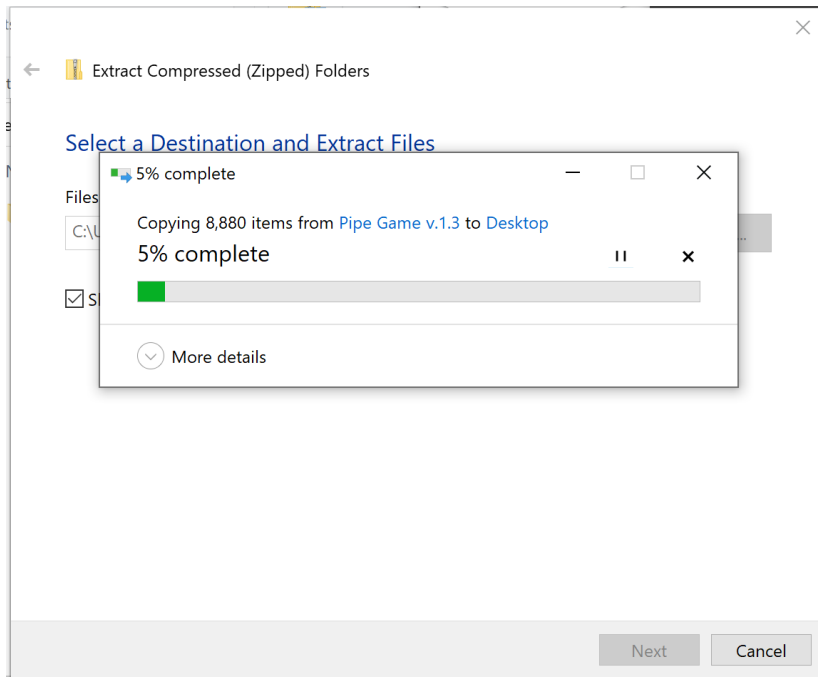 Extract Compressed (Zipped) Folders
Select a Destination and Extract Files
5% complete
Files
Copying 8,880 items from Pipe Game v.1.3 to Desktop
C:\U
...
5% complete
More details
Next
Cancel